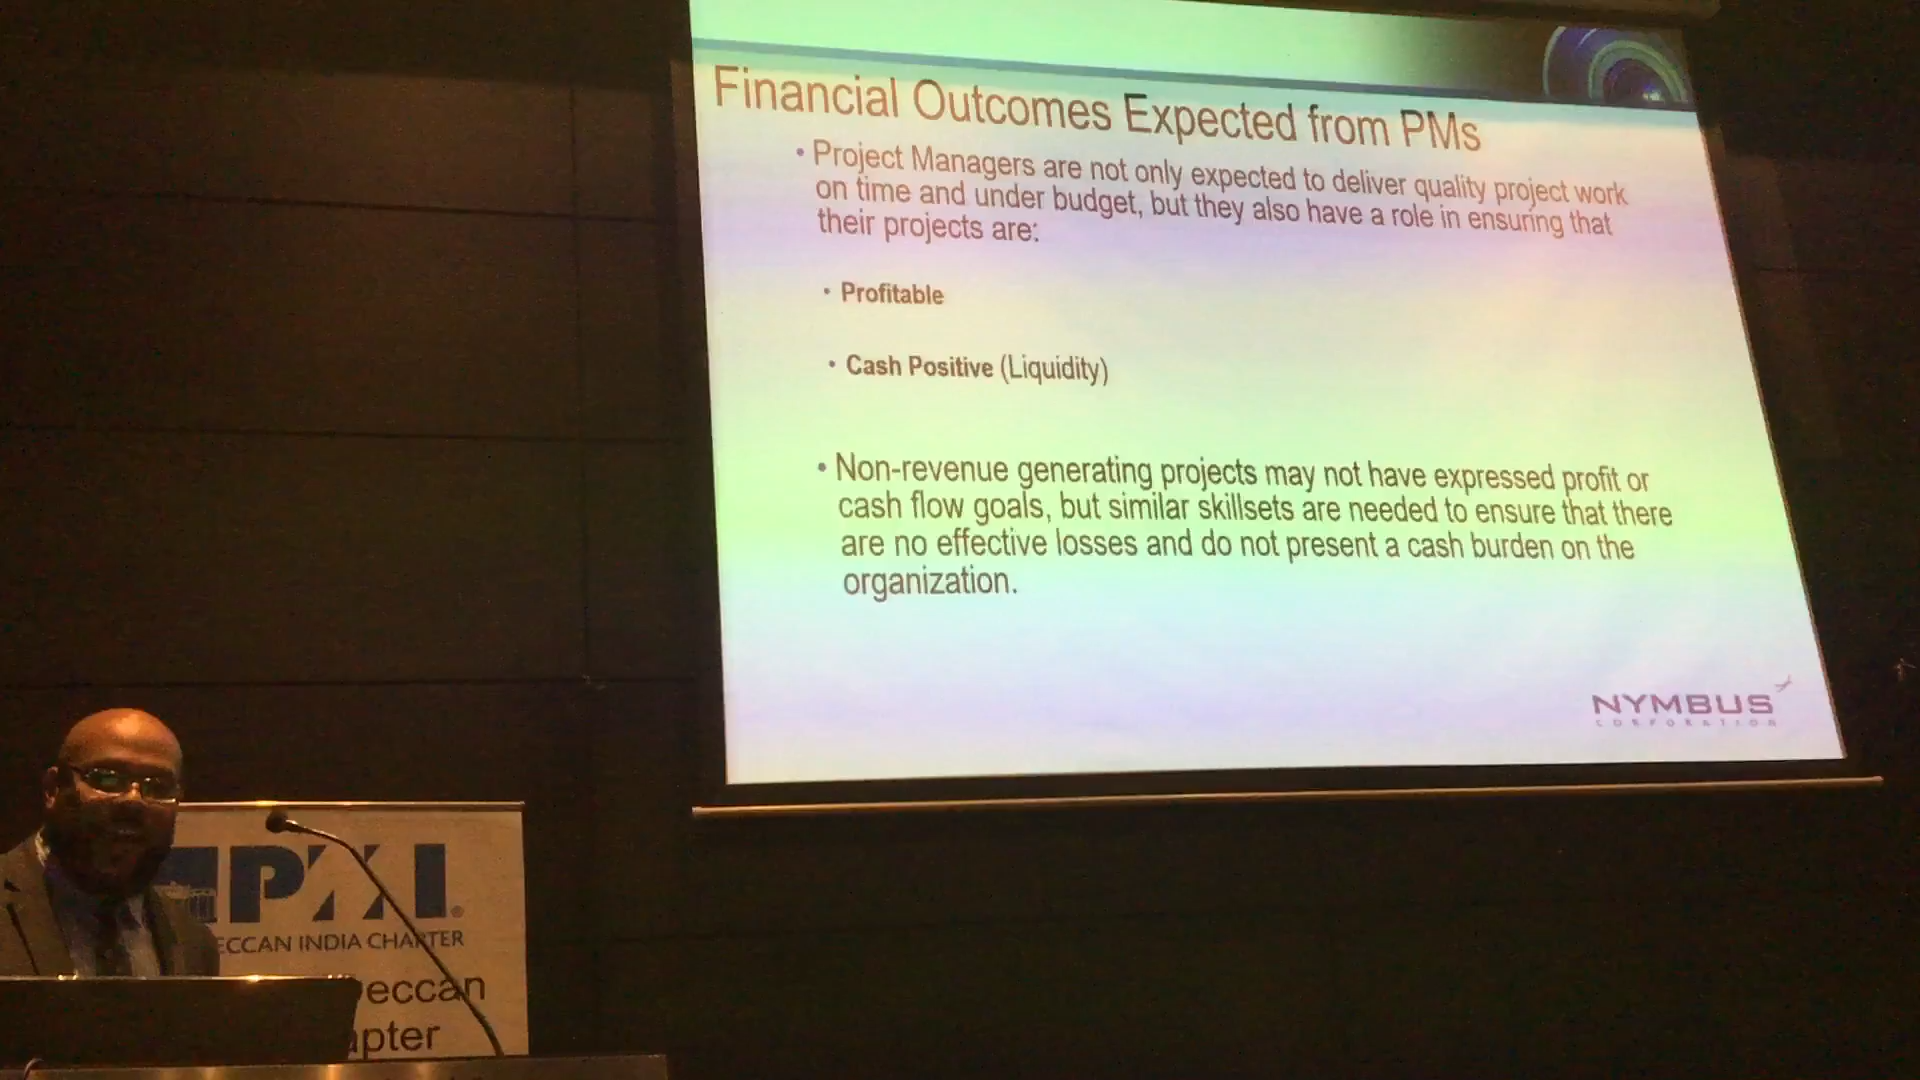 Financial Outcomes Expected from PMs
• Project Managers are not only expected to deliver quality project work
on time and under budget, but they also have a role in ensuring that
their projects are:
• Profitable
• Cash Positive (Liquidity)
• Non-revenue generating projects may not have expressed profit or
cash flow goals, but similar skillsets are needed to ensure that there
are no effective losses and do not present a cash burden on the
organization.
NYMBUS
CORPORATION
PMI®
ECCAN INDIA CHAPTER
eccan
apter